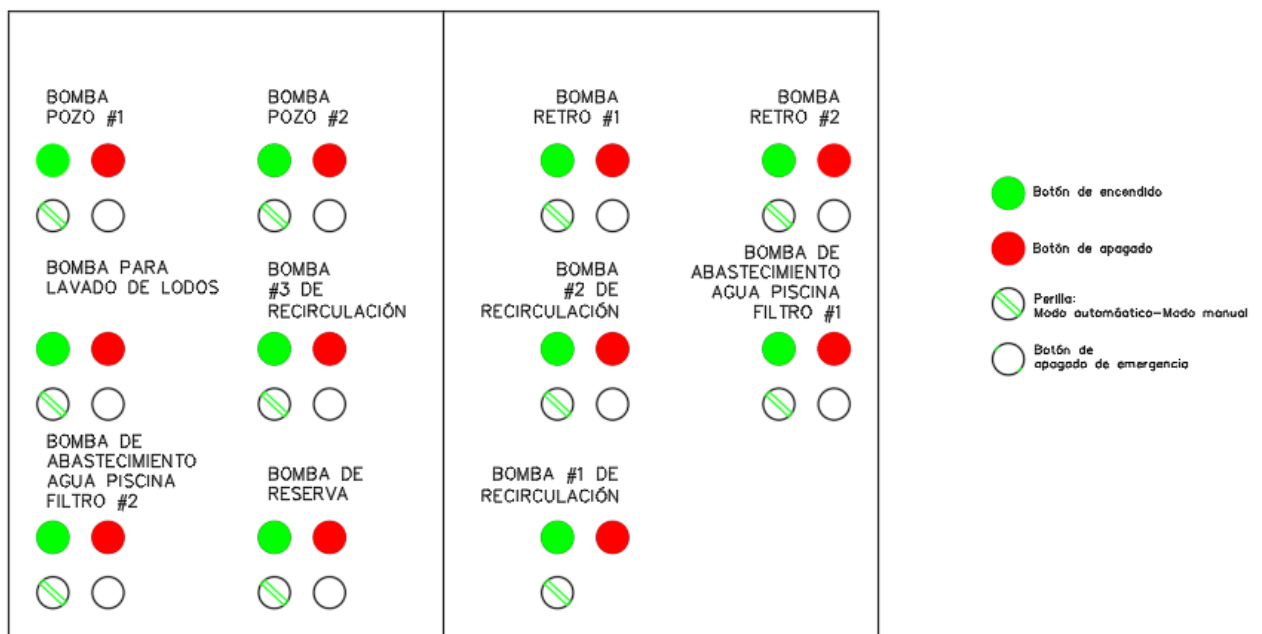 BOMBA
POZO #1
BOMBA
POZO #2
BOMBA
RETRO #1
BOMBA
RETRO #2
BOMBA PARA
LAVADO DE LODOS
BOMBA
#3 DE
RECIRCULACIÓN
BOMBA
#2 DE
RECIRCULACIÓN
BOMBA DE
ABASTECIMIENTO
AGUA PISCINA
FILTRO #1
BOMBA DE
ABASTECIMIENTO
AGUA PISCINA
FILTRO #2
BOMBA DE
RESERVA
BOMBA #1 DE
RECIRCULACIÓN
Botón de encendido
Botón de apagado
Perilla:
Modo automáatico-Modo manual
Botón de
apagado de emergencia